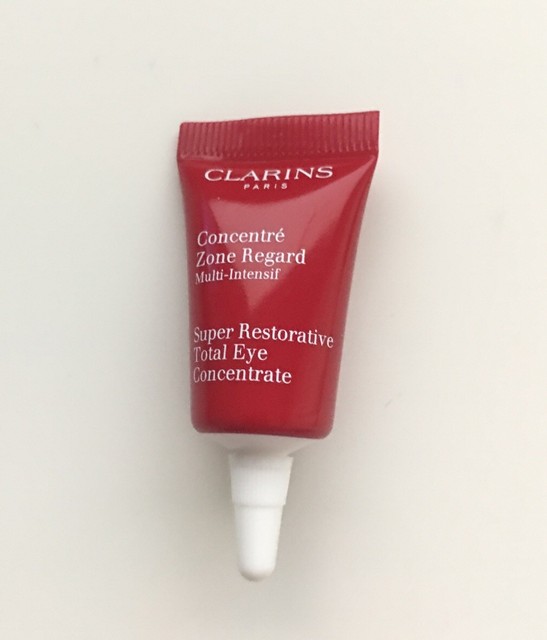 CLARINS
PARIS
Concentré
Zone Regard
Multi-Intensif
Super Restorative
Total Eye
Concentrate